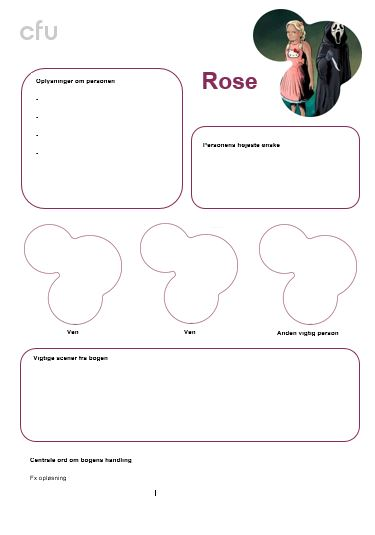 cfu
Rose
Oplysninger om personen
-
-
-
-
Personens højeste ønske
Ven
Ven
Anden vigtig person
Vigtige scener fra bogen
Centrale ord om bogens handling
Fx opløsning